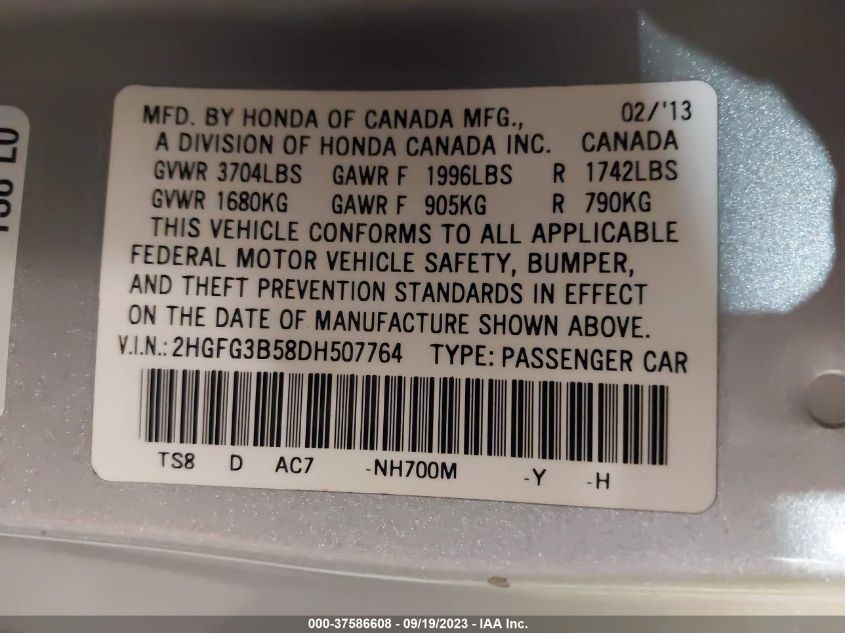 MFD. BY HONDA OF CANADA MFG., 02/'13
A DIVISION OF HONDA CANADA INC. CANADA
GVWR 3704LBS GAWR F 1996LBS R 1742LBS
GVWR 1680KG GAWR F 905KG R 790KG
THIS VEHICLE CONFORMS TO ALL APPLICABLE
FEDERAL MOTOR VEHICLE SAFETY, BUMPER,
AND THEFT PREVENTION STANDARDS IN EFFECT
ON THE DATE OF MANUFACTURE SHOWN ABOVE.
V.I.N.: 2HGFG3B58DH507764 TYPE: PASSENGER CAR
TS8 D AC7 -NH700M -Y -H
000-37586608 - 09/19/2023 - IAA Inc.